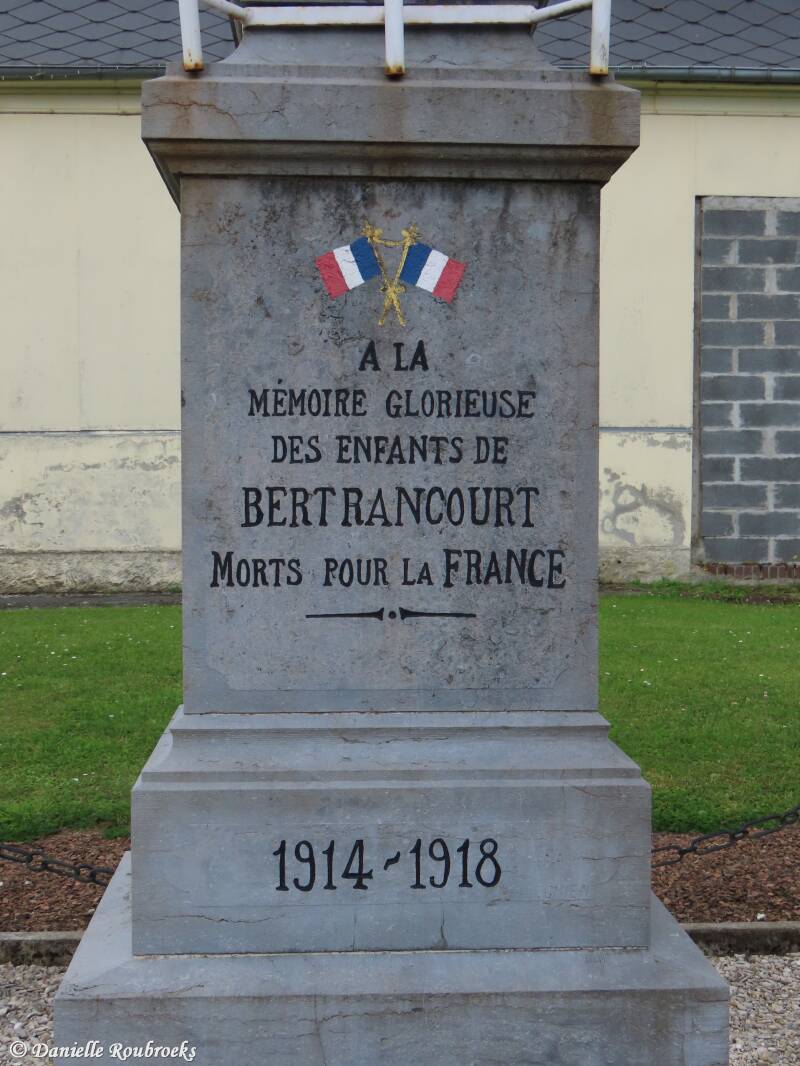 A LA
MÉMOIRE GLORIEUSE
DES ENFANTS DE
BERTRANCOURT
MORTS POUR LA FRANCE
1914-1918
© Danielle Roubroeks